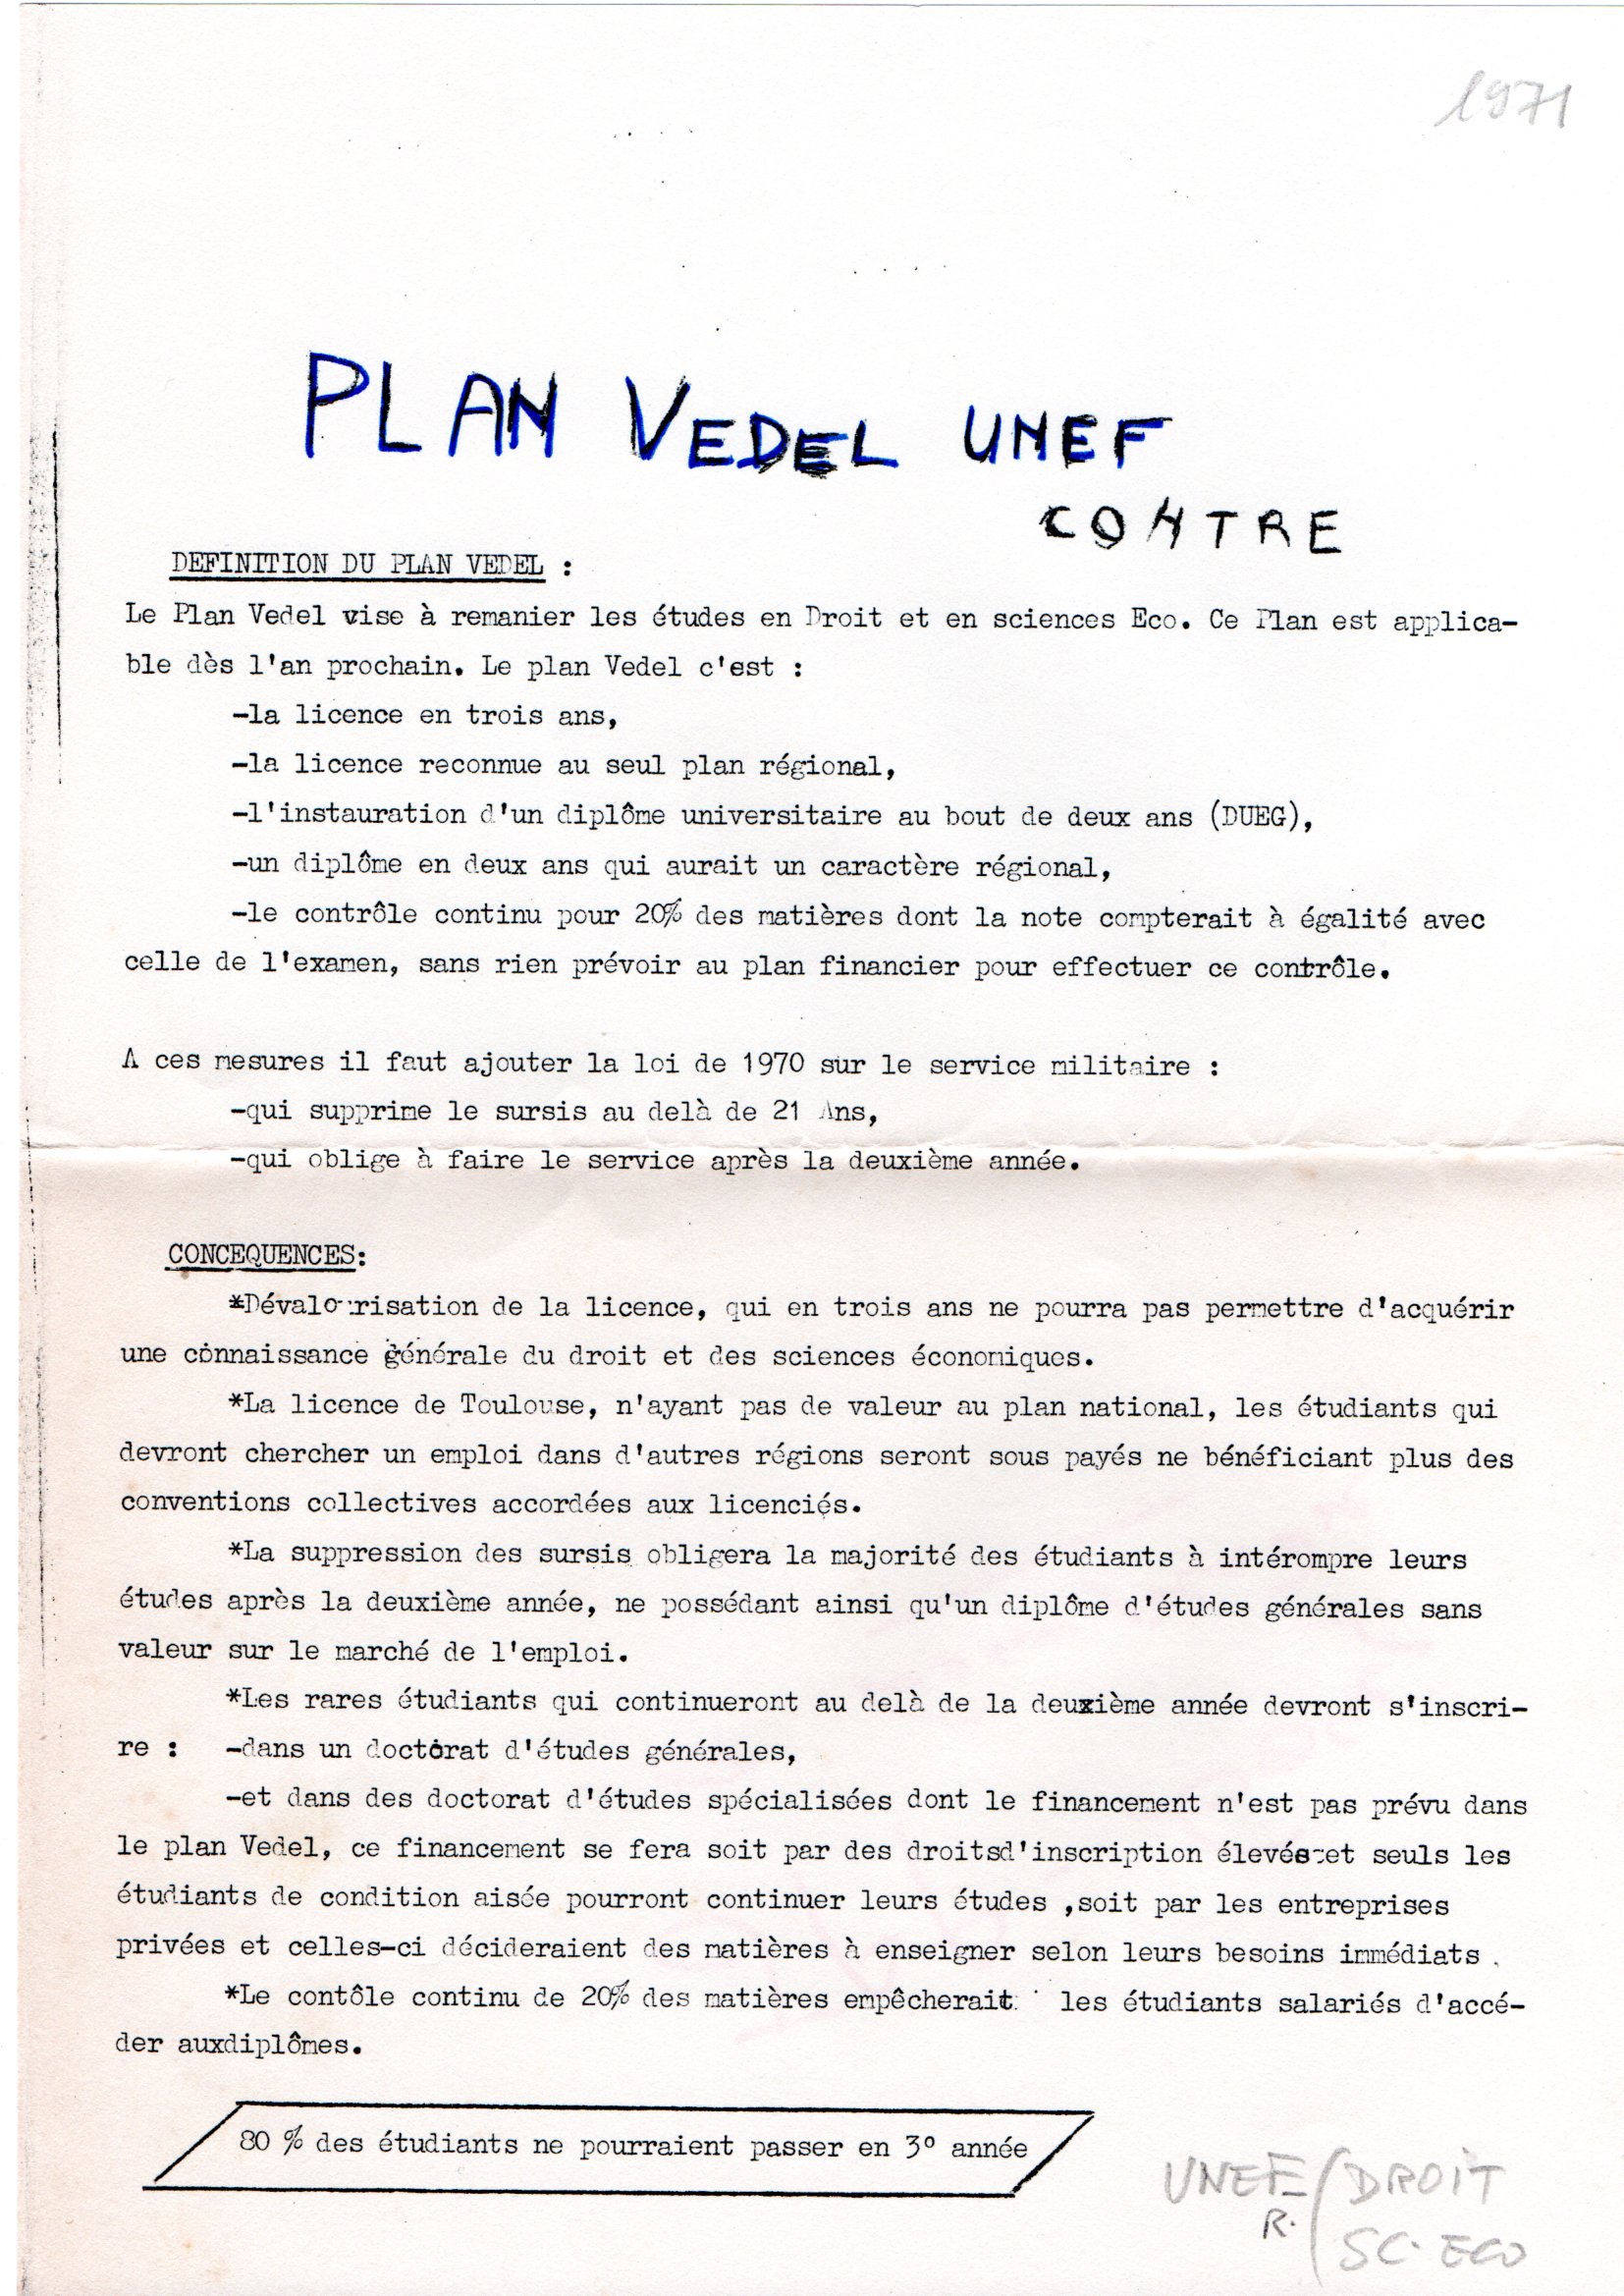 1971
PLAN VEDEL UNEF
CONTRE
DEFINITION DU PLAN VEDEL :
Le Plan Vedel vise à remanier les études en Droit et en sciences Eco. Ce Plan est applica-
ble dès l'an prochain. Le plan Vedel c'est :
-la licence en trois ans,
-la licence reconnue au seul plan régional,
-l'instauration d'un diplôme universitaire au bout de deux ans (DUEG),
-un diplôme en deux ans qui aurait un caractère régional,
-le contrôle continu pour 20% des matières dont la note compterait à égalité avec
celle de l'examen, sans rien prévoir au plan financier pour effectuer ce contrôle.
A ces mesures il faut ajouter la loi de 1970 sur le service militaire :
-qui supprime le sursis au delà de 21 Ans,
-qui oblige à faire le service après la deuxième année.
CONCEQUENCES:
*Dévalorisation de la licence, qui en trois ans ne pourra pas permettre d'acquérir
une connaissance générale du droit et des sciences économiques.
*La licence de Toulouse, n'ayant pas de valeur au plan national, les étudiants qui
devront chercher un emploi dans d'autres régions seront sous payés ne bénéficiant plus des
conventions collectives accordées aux licenciés.
*La suppression des sursis obligera la majorité des étudiants à intérompre leurs
études après la deuxième année, ne possédant ainsi qu'un diplôme d'études générales sans
valeur sur le marché de l'emploi.
*Les rares étudiants qui continueront au delà de la deuxième année devront s'inscri-
re : -dans un doctorat d'études générales,
-et dans des doctorat d'études spécialisées dont le financement n'est pas prévu dans
le plan Vedel, ce financement se fera soit par des droitsd'inscription élevés-et seuls les
étudiants de condition aisée pourront continuer leurs études ,soit par les entreprises
privées et celles-ci décideraient des matières à enseigner selon leurs besoins immédiats .
*Le contôle continu de 20% des matières empêcherait les étudiants salariés d'accé-
der auxdiplômes.
80 % des étudiants ne pourraient passer en 3° année
UNEF / DROIT
R. SC. ECO